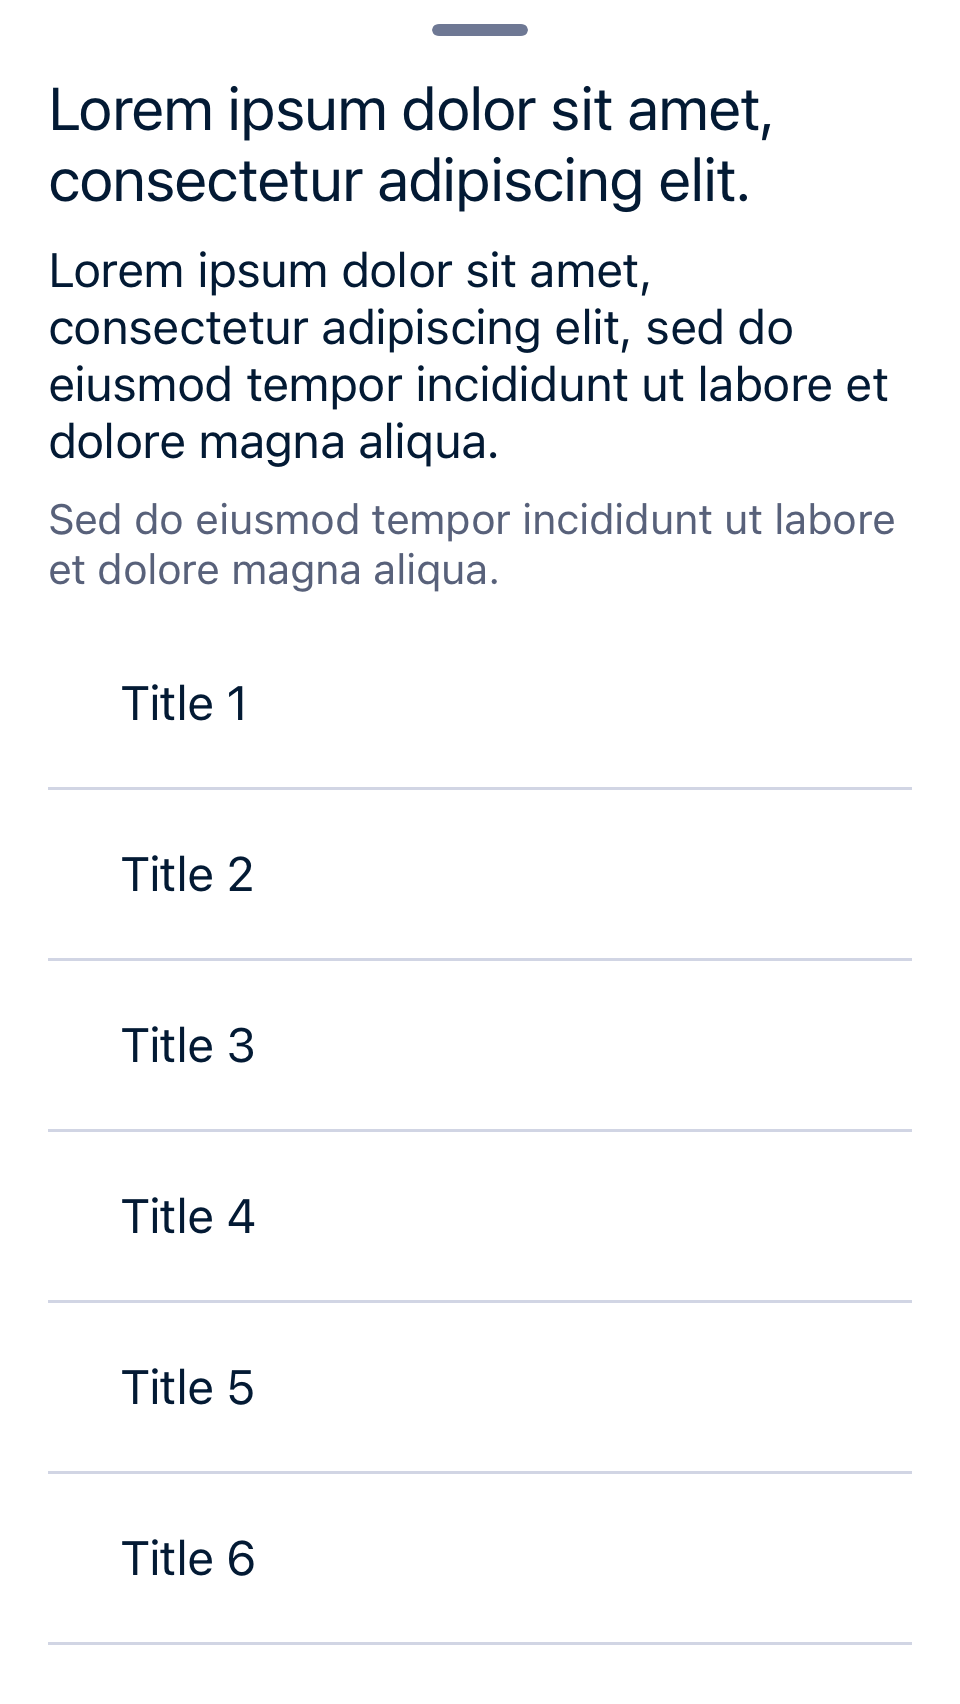 Lorem ipsum dolor sit amet,
consectetur adipiscing elit.
Lorem ipsum dolor sit amet,
consectetur adipiscing elit, sed do
eiusmod tempor incididunt ut labore et
dolore magna aliqua.
Sed do eiusmod tempor incididunt ut labore
et dolore magna aliqua.
Title 1
Title 2
Title 3
Title 4
Title 5
Title 6